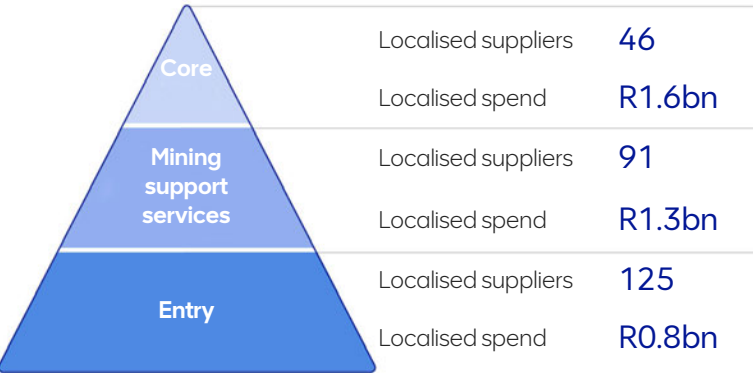 Core
Localised suppliers 46
Localised spend R1.6bn
Mining
support
services
Localised suppliers 91
Localised spend R1.3bn
Entry
Localised suppliers 125
Localised spend R0.8bn